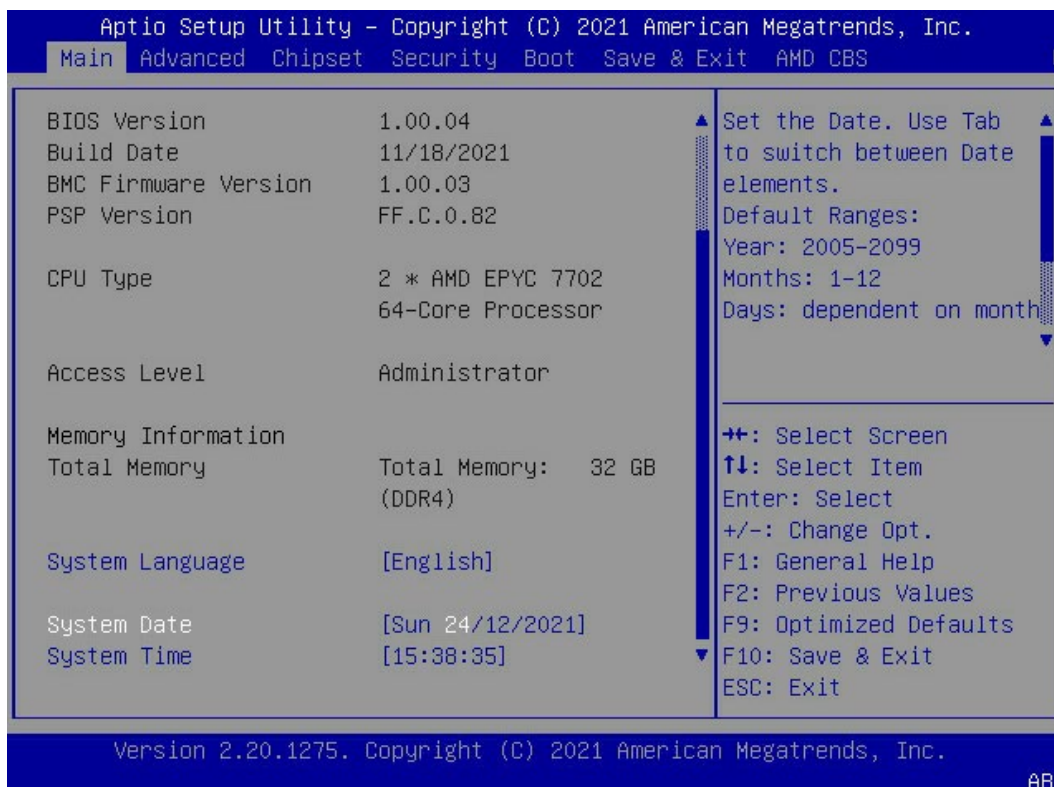 Aptio Setup Utility – Copyright (C) 2021 American Megatrends, Inc.
Main Advanced Chipset Security Boot Save & Exit AMD CBS
BIOS Version 1.00.04
Build Date 11/18/2021
BMC Firmware Version 1.00.03
PSP Version FF.C.0.82
CPU Type 2 * AMD EPYC 7702
64-Core Processor
Access Level Administrator
Memory Information
Total Memory Total Memory: 32 GB
(DDR4)
System Language [English]
System Date [Sun 24/12/2021]
System Time [15:38:35]
Set the Date. Use Tab
to switch between Date
elements.
Default Ranges:
Year: 2005-2099
Months: 1-12
Days: dependent on month
→←: Select Screen
↑↓: Select Item
Enter: Select
+/-: Change Opt.
F1: General Help
F2: Previous Values
F9: Optimized Defaults
F10: Save & Exit
ESC: Exit
Version 2.20.1275. Copyright (C) 2021 American Megatrends, Inc.
AB